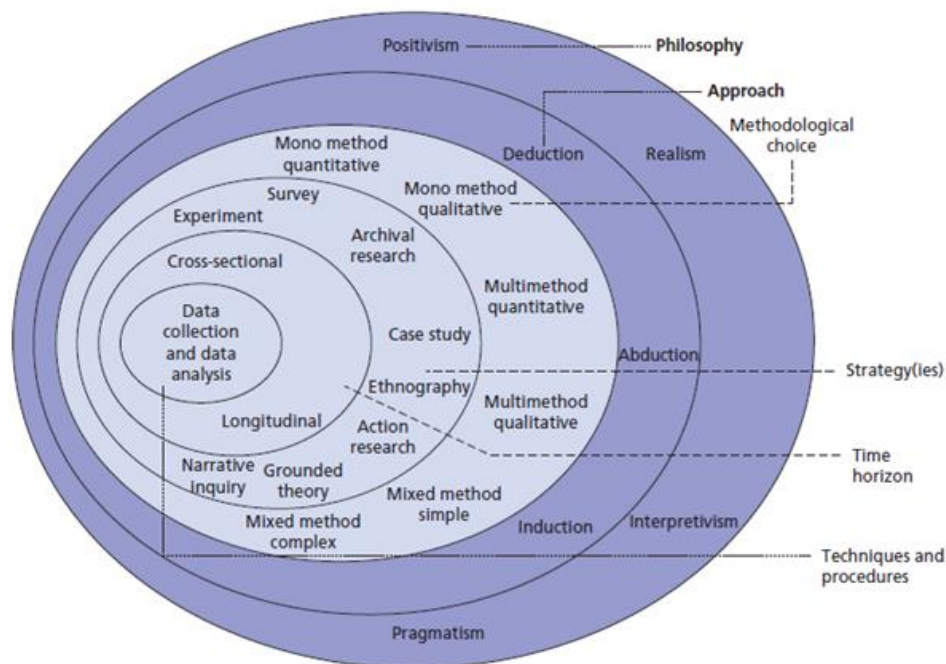 Positivism
Philosophy
Approach
Methodological
choice
Mono method
quantitative
Deduction
Realism
Survey
Mono method
qualitative
Experiment
Archival
research
Cross-sectional
Multimethod
quantitative
Data
collection
and data
analysis
Case study
Abduction
Strategy(ies)
Ethnography
Multimethod
qualitative
Longitudinal
Action
research
Time
horizon
Narrative
inquiry
Grounded
theory
Mixed method
simple
Mixed method
complex
Induction
Interpretivism
Techniques and
procedures
Pragmatism